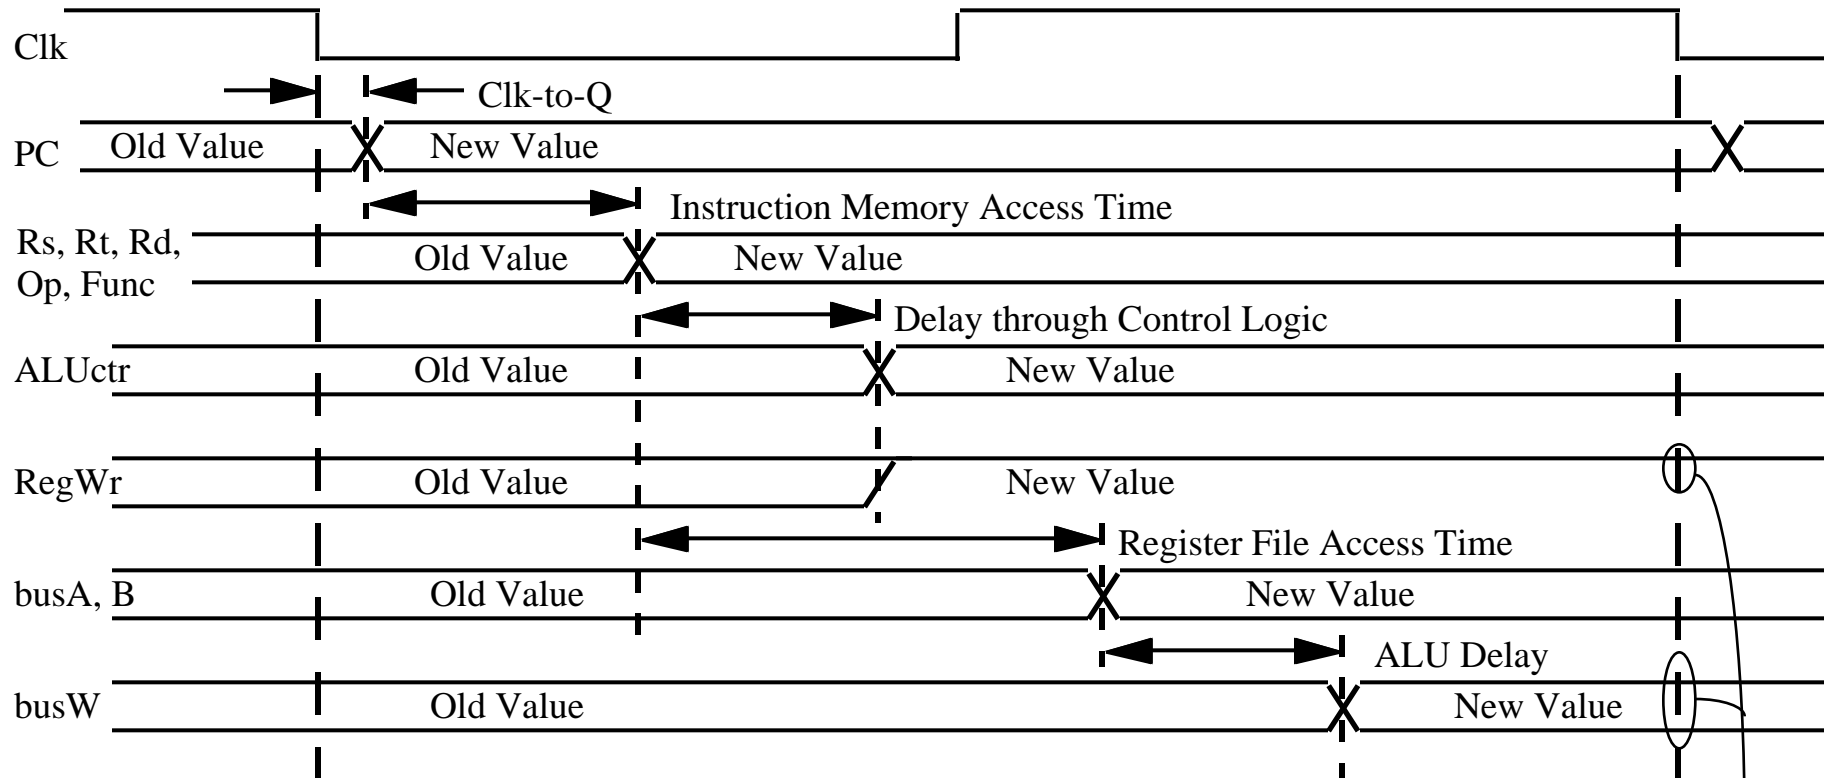 Clk
Clk-to-Q
PC Old Value New Value
Instruction Memory Access Time
Rs, Rt, Rd,
Op, Func
Old Value New Value
Delay through Control Logic
ALUctr Old Value New Value
RegWr Old Value New Value
Register File Access Time
busA, B Old Value New Value
ALU Delay
busW Old Value New Value